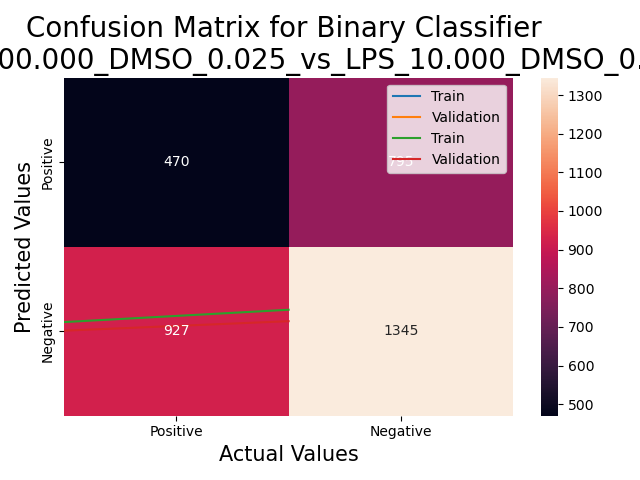 Confusion Matrix for Binary Classifier
00.000_DMSO_0.025_vs_LPS_10.000_DMSO_0.
Train
Validation
Train
Validation
Predicted Values
Positive
Negative
470
927
1345
Positive
Negative
Actual Values
1300
1200
1100
1000
900
800
700
600
500